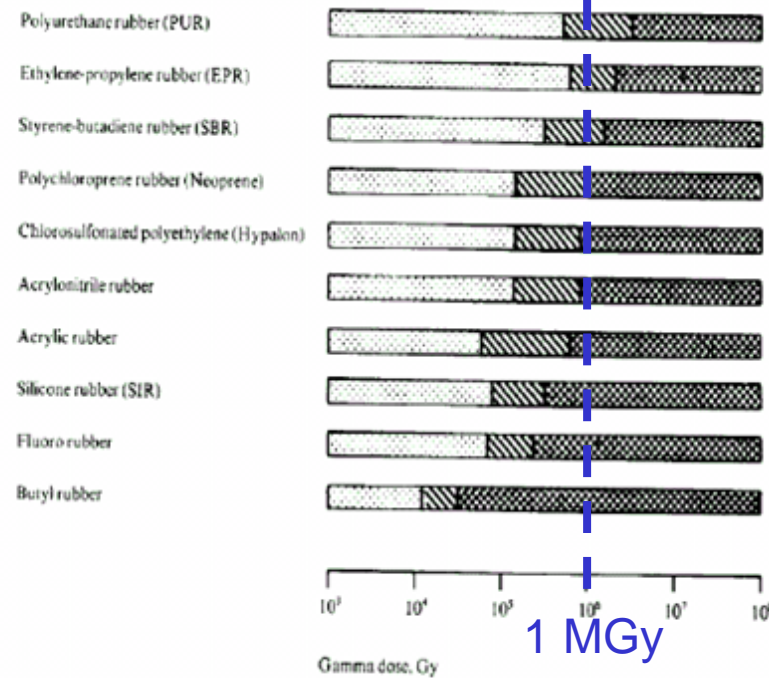 Polyurethane rubber (PUR)
Ethylene-propylene rubber (EPR)
Styrene-butadiene rubber (SBR)
Polychloroprene rubber (Neoprene)
Chlorosulfonated polyethylene (Hypalon)
Acrylonitrile rubber
Acrylic rubber
Silicone rubber (SIR)
Fluoro rubber
Butyl rubber
10³ 10⁴ 10⁵ 10⁶ 10⁷
1 MGy
Gamma dose, Gy